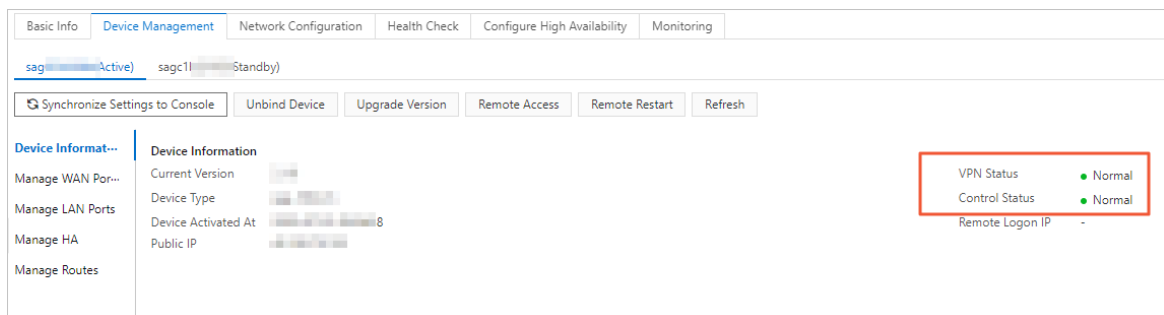 Basic Info Device Management Network Configuration Health Check Configure High Availability Monitoring
sag Active) sagc1l Standby)
Synchronize Settings to Console Unbind Device Upgrade Version Remote Access Remote Restart Refresh
Device Informat···
Manage WAN Por···
Manage LAN Ports
Manage HA
Manage Routes
Device Information
Current Version
Device Type
Device Activated At 8
Public IP
VPN Status Normal
Control Status Normal
Remote Logon IP -